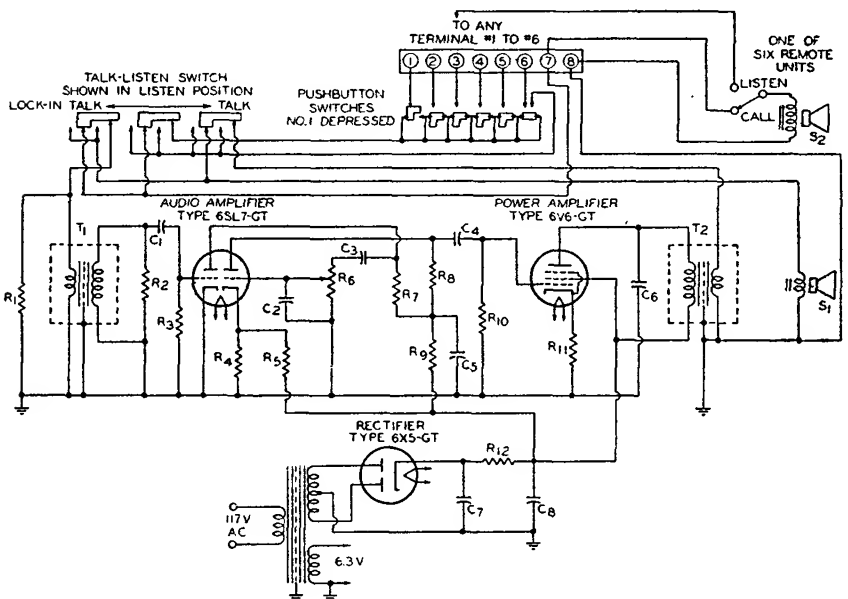 TO ANY
TERMINAL #1 TO #6
ONE OF
SIX REMOTE
UNITS
1 2 3 4 5 6 7 8
LISTEN
CALL
S2
TALK-LISTEN SWITCH
SHOWN IN LISTEN POSITION
LOCK-IN TALK
TALK
PUSHBUTTON
SWITCHES
NO.1 DEPRESSED
AUDIO AMPLIFIER
TYPE 6SL7-GT
POWER AMPLIFIER
TYPE 6V6-GT
T1
C1
C3
C4
T2
R1
R2
R3
C2
R6
R7
R8
R10
C6
S1
R4
R5
R9
C5
R11
RECTIFIER
TYPE 6X5-GT
R12
C7
C8
117V
AC
6.3V